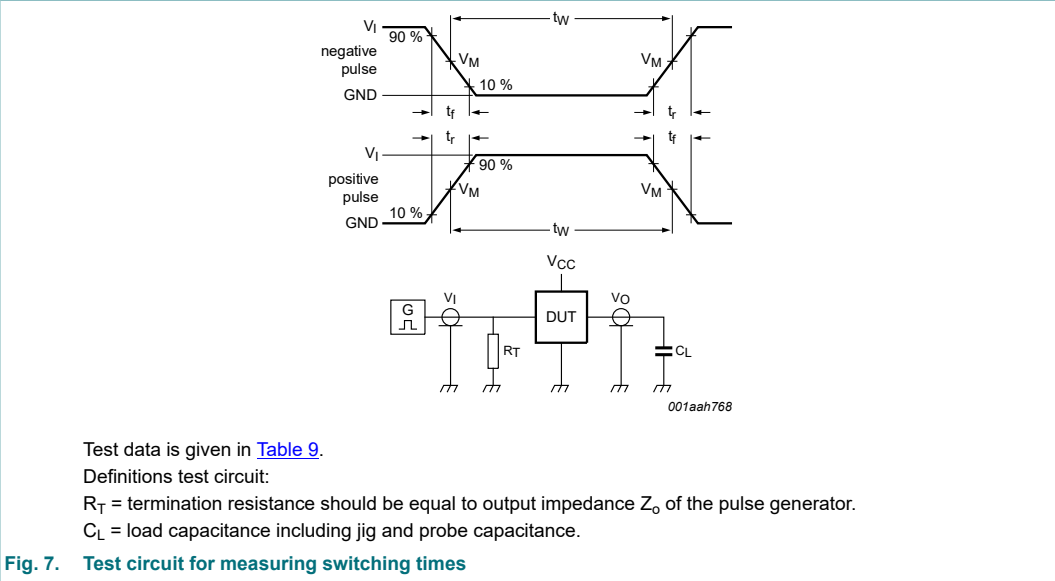 tW
VI
90 %
negative
pulse
VM
VM
10 %
GND
tf
tr
tr
tf
VI
90 %
positive
pulse
VM
VM
10 %
GND
tW
VCC
VI
VO
G
DUT
RT
CL
001aah768
Test data is given in Table 9.
Definitions test circuit:
RT = termination resistance should be equal to output impedance Zo of the pulse generator.
CL = load capacitance including jig and probe capacitance.
Fig. 7. Test circuit for measuring switching times